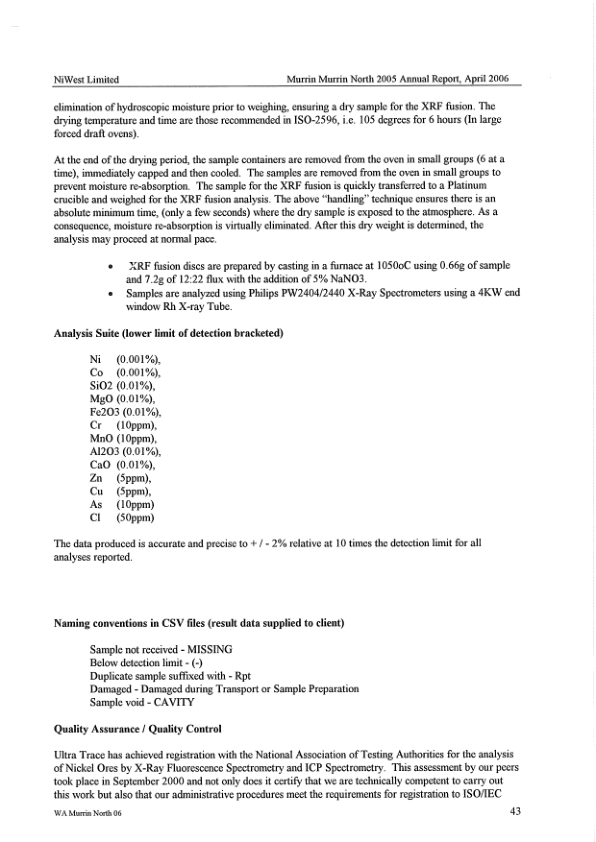 NiWest Limited Murrin Murrin North 2005 Annual Report, April 2006
elimination of hydroscopic moisture prior to weighing, ensuring a dry sample for the XRF fusion. The
drying temperature and time are those recommended in ISO-2596, i.e. 105 degrees for 6 hours (In large
forced draft ovens).
At the end of the drying period, the sample containers are removed from the oven in small groups (6 at a
time), immediately capped and then cooled. The samples are removed from the oven in small groups to
prevent moisture re-absorption. The sample for the XRF fusion is quickly transferred to a Platinum
crucible and weighed for the XRF fusion analysis. The above “handling” technique ensures there is an
absolute minimum time, (only a few seconds) where the dry sample is exposed to the atmosphere. As a
consequence, moisture re-absorption is virtually eliminated. After this dry weight is determined, the
analysis may proceed at normal pace.
• XRF fusion discs are prepared by casting in a furnace at 1050oC using 0.66g of sample
and 7.2g of 12:22 flux with the addition of 5% NaNO3.
• Samples are analyzed using Philips PW2404/2440 X-Ray Spectrometers using a 4KW end
window Rh X-ray Tube.
Analysis Suite (lower limit of detection bracketed)
Ni (0.001%),
Co (0.001%),
SiO2 (0.01%),
MgO (0.01%),
Fe2O3 (0.01%),
Cr (10ppm),
MnO (10ppm),
Al2O3 (0.01%),
CaO (0.01%),
Zn (5ppm),
Cu (5ppm),
As (10ppm)
Cl (50ppm)
The data produced is accurate and precise to + / - 2% relative at 10 times the detection limit for all
analyses reported.
Naming conventions in CSV files (result data supplied to client)
Sample not received - MISSING
Below detection limit - (-)
Duplicate sample suffixed with - Rpt
Damaged - Damaged during Transport or Sample Preparation
Sample void - CAVITY
Quality Assurance / Quality Control
Ultra Trace has achieved registration with the National Association of Testing Authorities for the analysis
of Nickel Ores by X-Ray Fluorescence Spectrometry and ICP Spectrometry. This assessment by our peers
took place in September 2000 and not only does it certify that we are technically competent to carry out
this work but also that our administrative procedures meet the requirements for registration to ISO/IEC
WA Murrin North 06 43